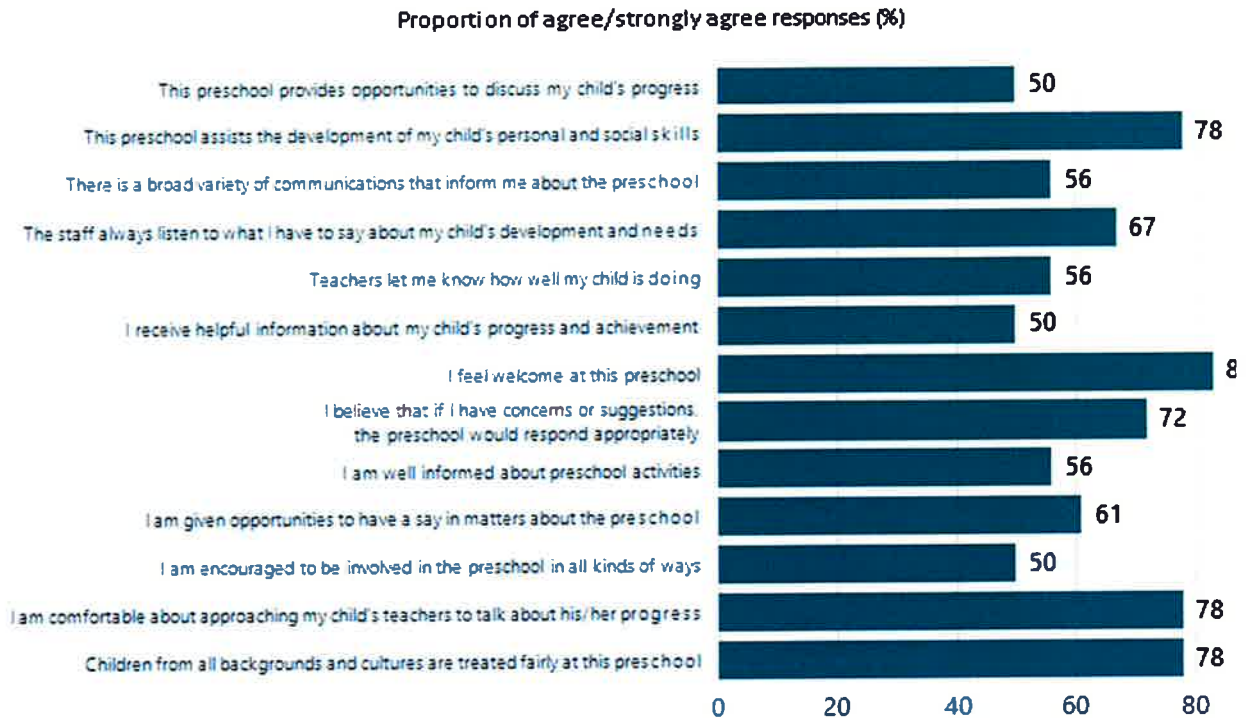 Proportion of agree/strongly agree responses (%)
This preschool provides opportunities to discuss my child's progress 50
This preschool assists the development of my child's personal and social skills 78
There is a broad variety of communications that inform me about the preschool 56
The staff always listen to what I have to say about my child's development and needs 67
Teachers let me know how well my child is doing 56
I receive helpful information about my child's progress and achievement 50
I feel welcome at this preschool
I believe that if I have concerns or suggestions,
the preschool would respond appropriately 72
I am well informed about preschool activities 56
I am given opportunities to have a say in matters about the preschool 61
I am encouraged to be involved in the preschool in all kinds of ways 50
I am comfortable about approaching my child's teachers to talk about his/her progress 78
Children from all backgrounds and cultures are treated fairly at this preschool 78
0 20 40 60 80